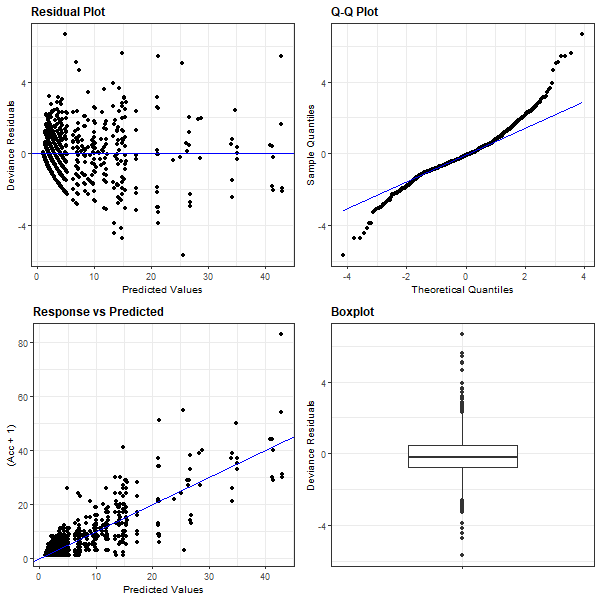 Residual Plot
Deviance Residuals
4
0
-4
0 10 20 30 40
Predicted Values
Q-Q Plot
Sample Quantiles
4
0
-4
-4 -2 0 2 4
Theoretical Quantiles
Response vs Predicted
(Acc + 1)
80
60
40
20
0
0 10 20 30 40
Predicted Values
Boxplot
Deviance Residuals
4
0
-4